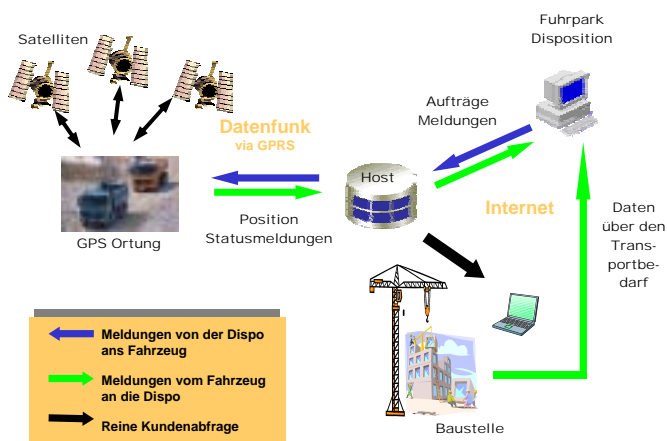 Satelliten
Fuhrpark
Disposition
Aufträge
Meldungen
Datenfunk
via GPRS
Host
Internet
GPS Ortung
Position
Statusmeldungen
Daten
über den
Trans-
portbe-
darf
Meldungen von der Dispo
ans Fahrzeug
Meldungen vom Fahrzeug
an die Dispo
Reine Kundenabfrage
Baustelle